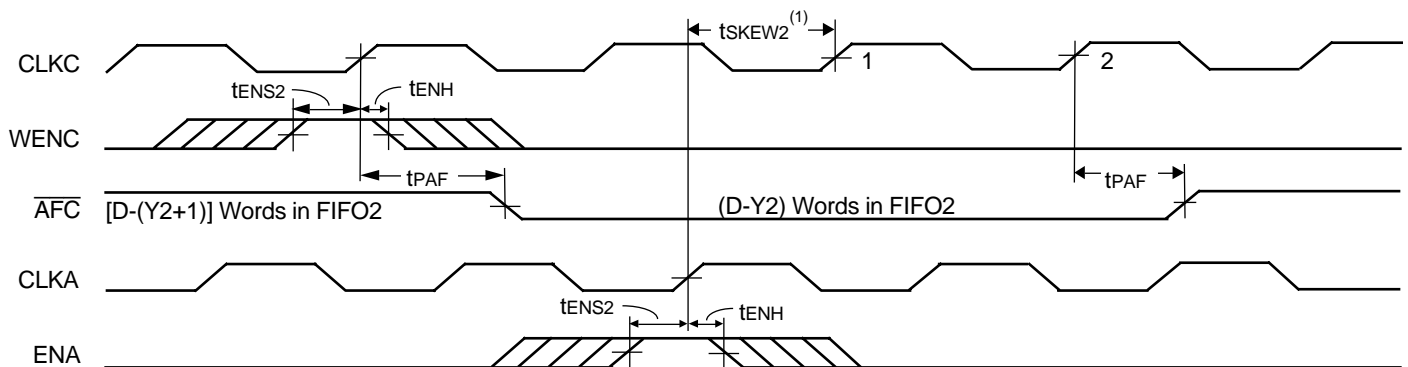 tSKEW2(1)
CLKC
1
2
tENS2
tENH
WENC
tPAF
tPAF
AFC
[D-(Y2+1)] Words in FIFO2
(D-Y2) Words in FIFO2
CLKA
tENS2
tENH
ENA